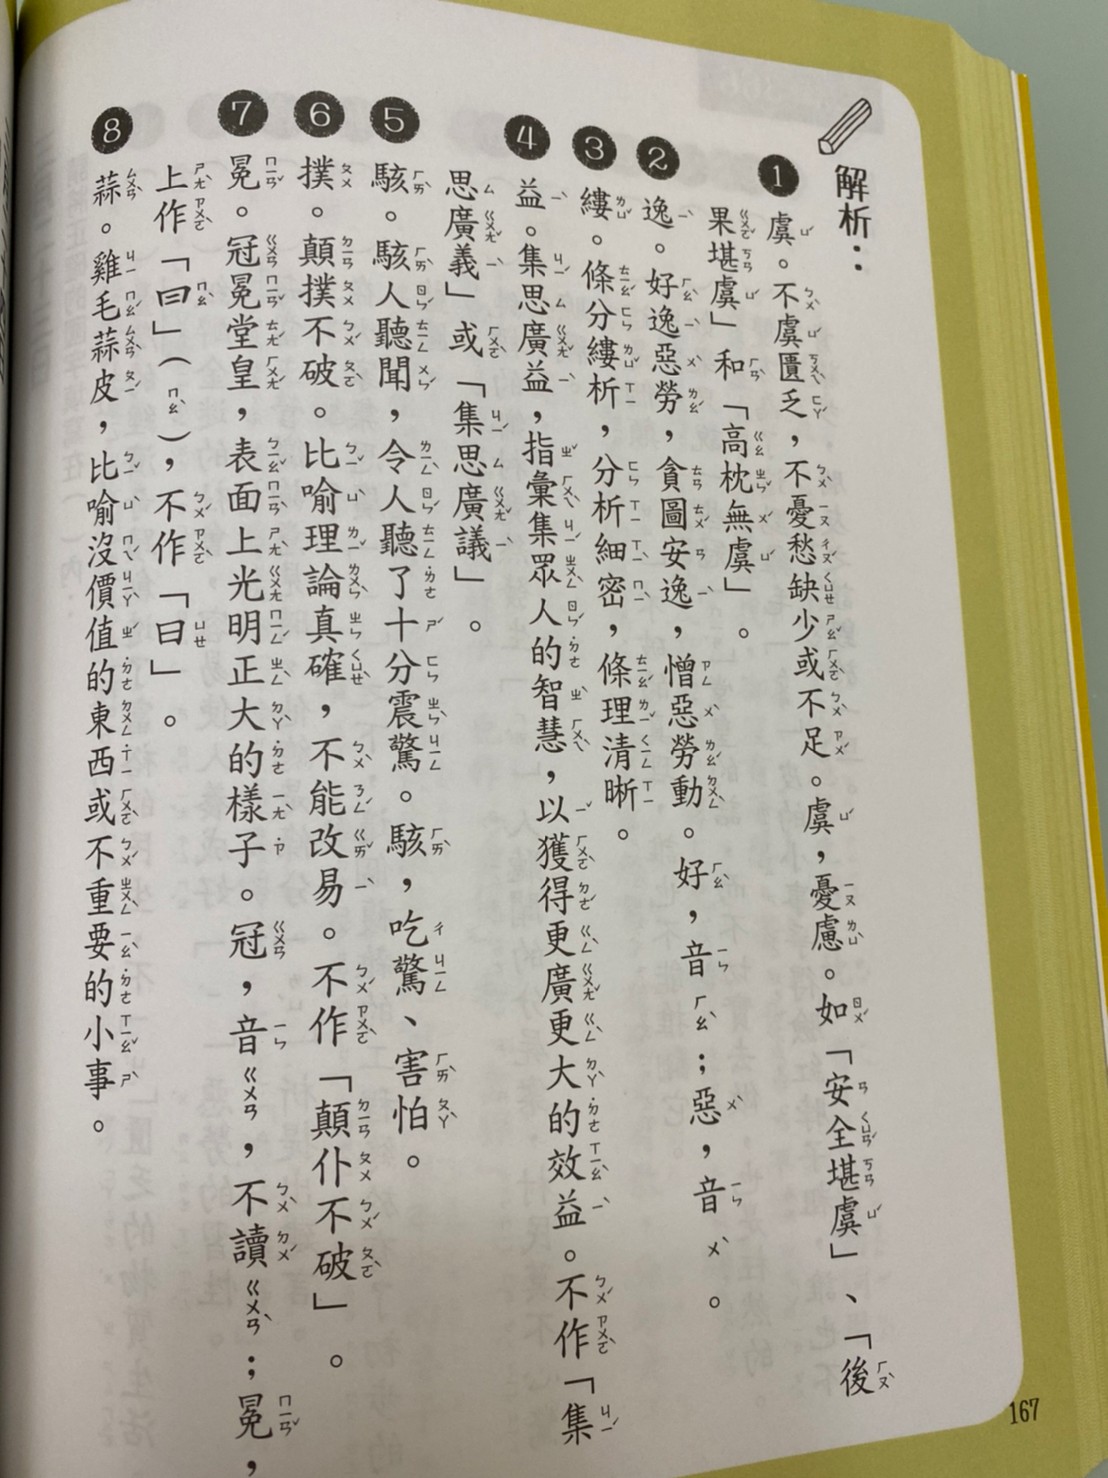 解析：
1 虞。不虞匱乏，不憂愁缺少或不足。虞，憂慮。如「安全堪虞」、「後
果堪虞」和「高枕無虞」。
2 逸。好逸惡勞，貪圖安逸，憎惡勞動。好，音ㄏㄠˋ；惡，音ㄨˋ。
3 縷。條分縷析，分析細密，條理清晰。
4 益。集思廣益，指彙集眾人的智慧，以獲得更廣更大的效益。不作「集
思廣義」或「集思廣議」。
5 駭。駭人聽聞，令人聽了十分震驚。駭，吃驚、害怕。
6 撲。顛撲不破。比喻理論真確，不能改易。不作「顛仆不破」。
7 冕。冠冕堂皇，表面上光明正大的樣子。冠，音ㄍㄨㄢ，不讀ㄍㄨㄢˋ；冕，
上作「冃」（ㄇㄠˋ），不作「曰」。
8 蒜。雞毛蒜皮，比喻沒價值的東西或不重要的小事。
167